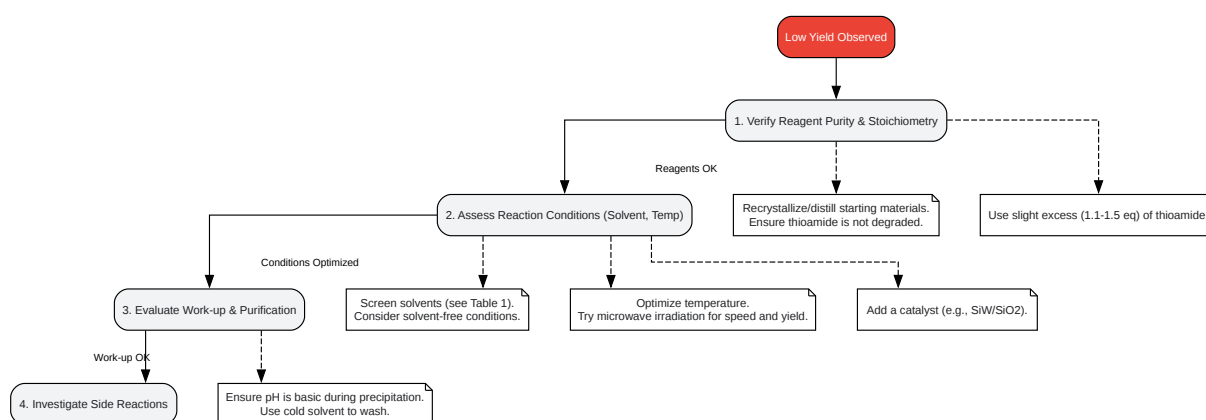 Low Yield Observed
1. Verify Reagent Purity & Stoichiometry
Reagents OK
Recrystallize/distill starting materials.
Ensure thioamide is not degraded.
Use slight excess (1.1-1.5 eq) of thioamide
2. Assess Reaction Conditions (Solvent, Temp)
Conditions Optimized
Screen solvents (see Table 1).
Consider solvent-free conditions.
Optimize temperature.
Try microwave irradiation for speed and yield.
Add a catalyst (e.g., SiW/SiO2).
3. Evaluate Work-up & Purification
Work-up OK
Ensure pH is basic during precipitation.
Use cold solvent to wash.
4. Investigate Side Reactions